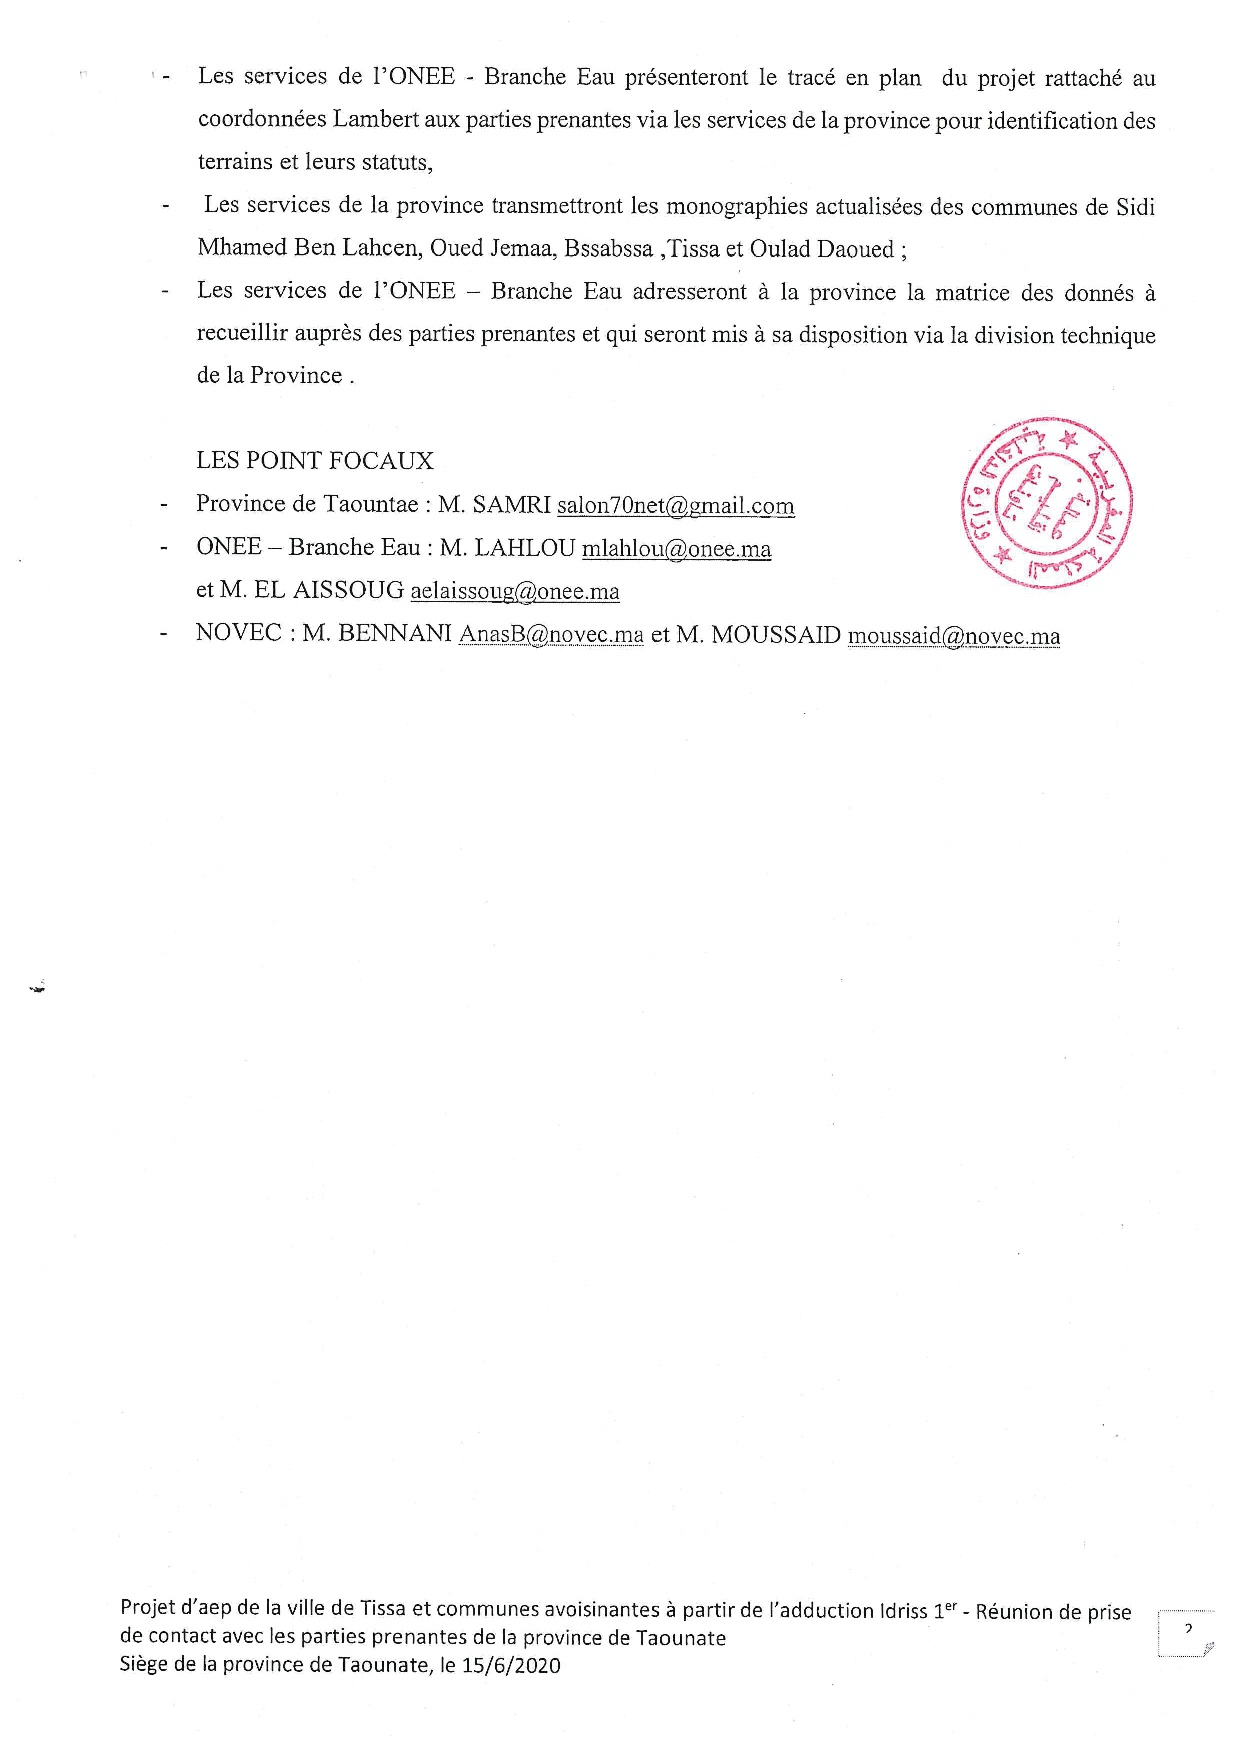 - Les services de l'ONEE - Branche Eau présenteront le tracé en plan du projet rattaché au
coordonnées Lambert aux parties prenantes via les services de la province pour identification des
terrains et leurs statuts,
- Les services de la province transmettront les monographies actualisées des communes de Sidi
Mhamed Ben Lahcen, Oued Jemaa, Bssabssa ,Tissa et Oulad Daoued ;
- Les services de l'ONEE – Branche Eau adresseront à la province la matrice des donnés à
recueillir auprès des parties prenantes et qui seront mis à sa disposition via la division technique
de la Province .
LES POINT FOCAUX
- Province de Taountae : M. SAMRI salon70net@gmail.com
- ONEE – Branche Eau : M. LAHLOU mlahlou@onee.ma
et M. EL AISSOUG aelaissoug@onee.ma
- NOVEC : M. BENNANI AnasB@novec.ma et M. MOUSSAID moussaid@novec.ma
المملكة المغربية
وزارة الداخلية
Projet d'aep de la ville de Tissa et communes avoisinantes à partir de l'adduction Idriss 1er - Réunion de prise
de contact avec les parties prenantes de la province de Taounate
Siège de la province de Taounate, le 15/6/2020
2